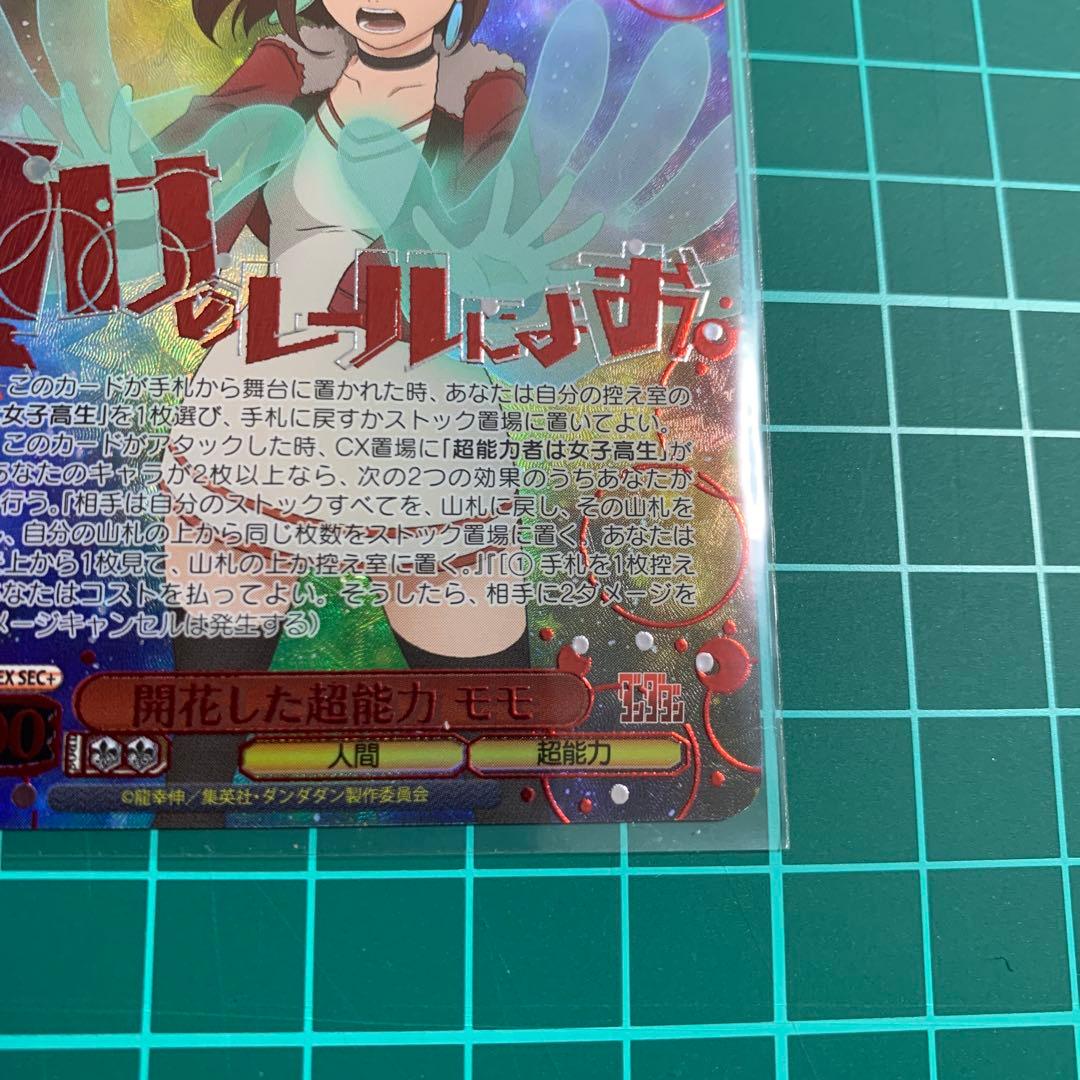 けのルールによお
このカードが手札から舞台に置かれた時、あなたは自分の控え室の
女子高生」を1枚選び、手札に戻すかストック置場に置いてよい。
このカードがアタックした時、CX置場に「超能力者は女子高生」が
あなたのキャラが2枚以上なら、次の2つの効果のうちあなたが
行う。『相手は自分のストックすべてを、山札に戻し、その山札を
、自分の山札の上から同じ枚数をストック置場に置く。あなたは
上から1枚見て、山札の上か控え室に置く。』『[① 手札を1枚控え
なたはコストを払ってよい。そうしたら、相手に2ダメージを
メージキャンセルは発生する）
EX SEC+
開花した超能力 モモ
ダンダダン
00
人間
超能力
©龍幸伸／集英社・ダンダダン製作委員会